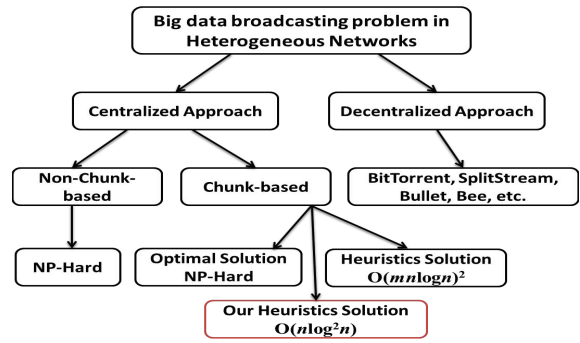 Big data broadcasting problem in
Heterogeneous Networks
Centralized Approach
Decentralized Approach
Non-Chunk-
based
Chunk-based
BitTorrent, SplitStream,
Bullet, Bee, etc.
NP-Hard
Optimal Solution
NP-Hard
Heuristics Solution
O(mnlogn)²
Our Heuristics Solution
O(nlog²n)